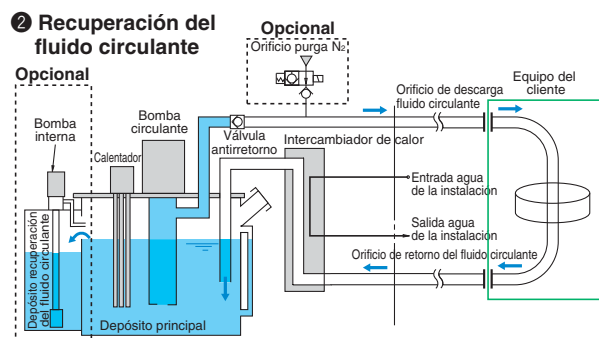 ❷ Recuperación del
fluido circulante
Opcional
Orificio purga N₂
Opcional
Bomba
interna
Calentador
Bomba
circulante
Válvula
antirretorno
Intercambiador de calor
Orificio de descarga
fluido circulante
Equipo del
cliente
Entrada agua
de la instalación
Salida agua
de la instalación
Orificio de retorno del fluido circulante
Depósito recuperación
del fluido circulante
Depósito principal